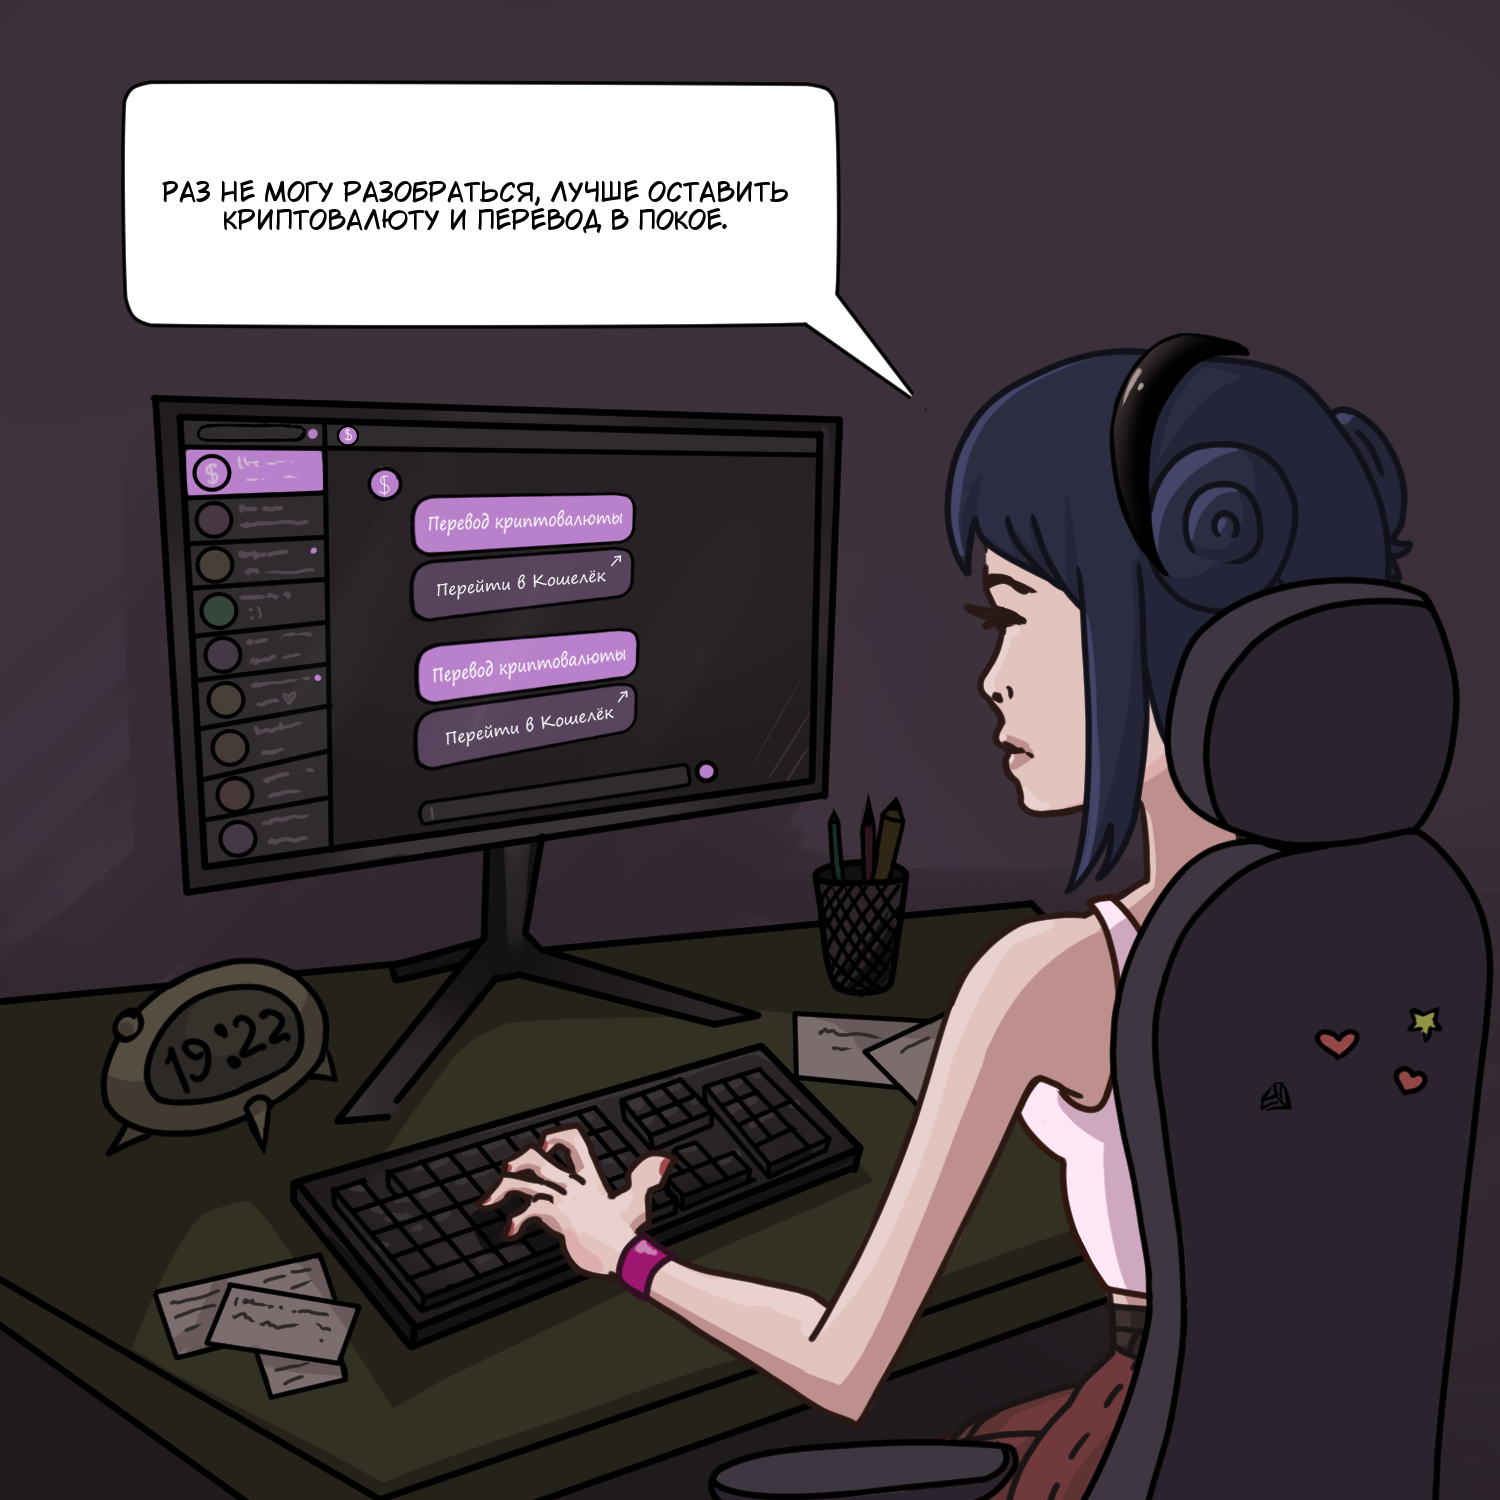 РАЗ НЕ МОГУ РАЗОБРАТЬСЯ, ЛУЧШЕ ОСТАВИТЬ
КРИПТОВАЛЮТУ И ПЕРЕВОД В ПОКОЕ.
$
$
$
Перевод криптовалюты
Перейти в Кошелёк
Перевод криптовалюты
Перейти в Кошелёк
:)
19:22